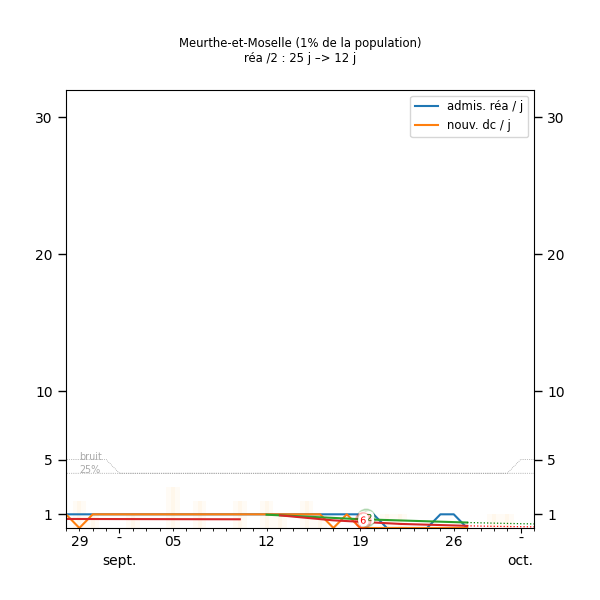 Meurthe-et-Moselle (1% de la population)
réa /2 : 25 j –> 12 j
admis. réa / j
nouv. dc / j
30
30
20
20
10
10
5
5
1
1
bruit
25%
6
29
-
05
12
19
26
-
sept.
oct.